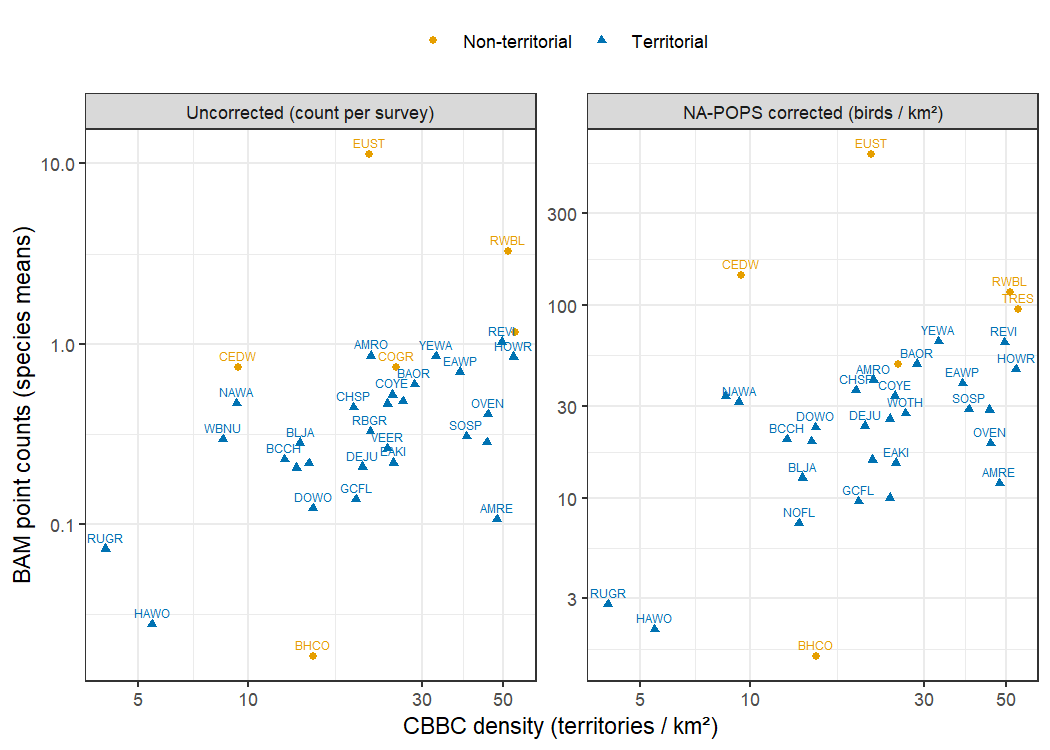 Non-territorial Territorial
Uncorrected (count per survey)
NA-POPS corrected (birds / km²)
BAM point counts (species means)
10.0
1.0
0.1
EUST
RWBL
REVI
HOWR
AMRO
YEWA
CEDW
COGR
EAWP
BAOR
COYE
NAWA
CHSP
OVEN
RBGR
SOSP
WBNU
BLJA
VEER
BCCH
EAKI
DEJU
GCFL
DOWO
AMRE
RUGR
HAWO
BHCO
5 10 30 50
300
100
30
10
3
EUST
CEDW
RWBL
TRES
YEWA
REVI
BAOR
HOWR
AMRO
EAWP
CHSP
COYE
NAWA
SOSP
WOTH
DOWO
DEJU
BCCH
OVEN
EAKI
BLJA
AMRE
GCFL
NOFL
RUGR
HAWO
BHCO
5 10 30 50
CBBC density (territories / km²)